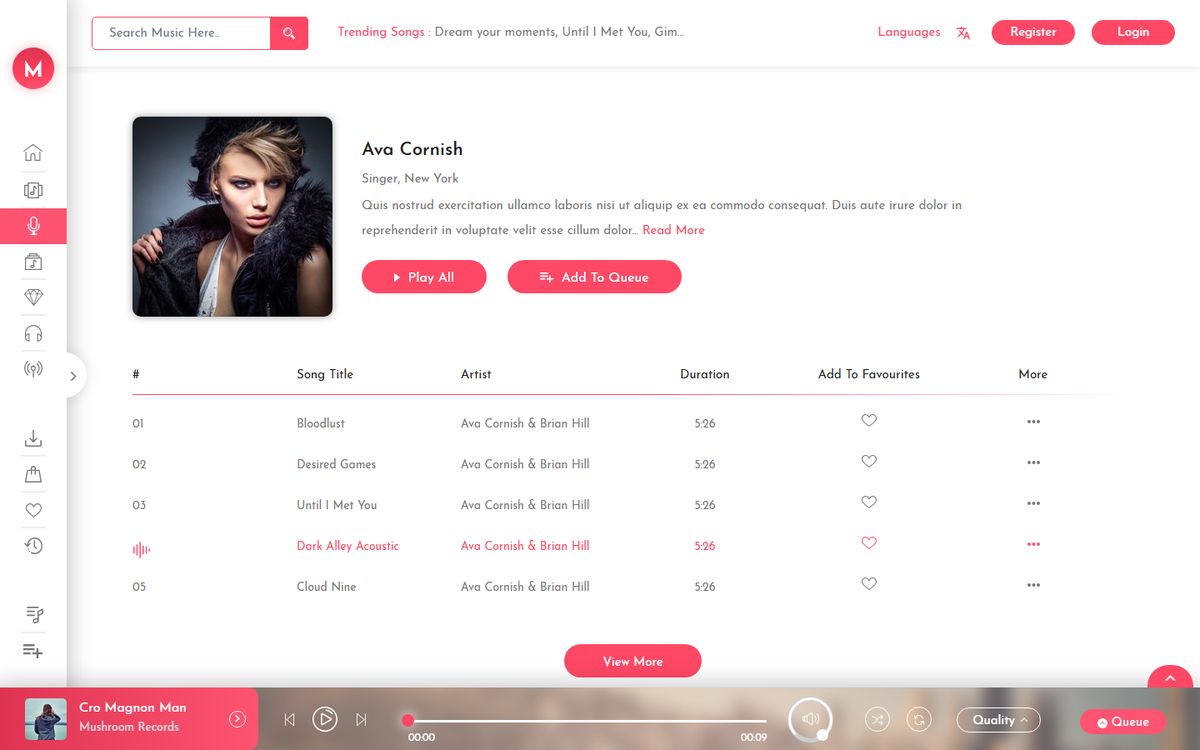 Search Music Here..
Trending Songs : Dream your moments, Until I Met You, Gim...
Languages
Register
Login
M
Ava Cornish
Singer, New York
Quis nostrud exercitation ullamco laboris nisi ut aliquip ex ea commodo consequat. Duis aute irure dolor in
reprehenderit in voluptate velit esse cillum dolor... Read More
Play All
Add To Queue
# Song Title Artist Duration Add To Favourites More
01 Bloodlust Ava Cornish & Brian Hill 5:26
02 Desired Games Ava Cornish & Brian Hill 5:26
03 Until I Met You Ava Cornish & Brian Hill 5:26
Dark Alley Acoustic Ava Cornish & Brian Hill 5:26
05 Cloud Nine Ava Cornish & Brian Hill 5:26
View More
Cro Magnon Man
Mushroom Records
00:00
00:09
Quality
Queue